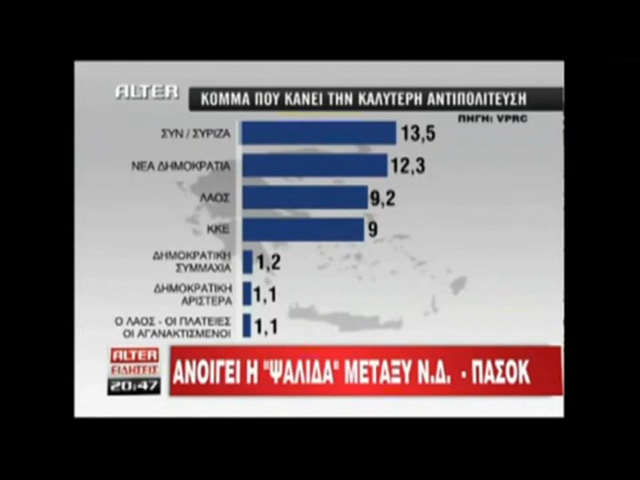 ALTER
ΚΟΜΜΑ ΠΟΥ ΚΑΝΕΙ ΤΗΝ ΚΑΛΥΤΕΡΗ ΑΝΤΙΠΟΛΙΤΕΥΣΗ
ΠΗΓΗ: VPRC
ΣΥΝ / ΣΥΡΙΖΑ 13,5
ΝΕΑ ΔΗΜΟΚΡΑΤΙΑ 12,3
ΛΑΟΣ 9,2
ΚΚΕ 9
ΔΗΜΟΚΡΑΤΙΚΗ
ΣΥΜΜΑΧΙΑ 1,2
ΔΗΜΟΚΡΑΤΙΚΗ
ΑΡΙΣΤΕΡΑ 1,1
Ο ΛΑΟΣ - ΟΙ ΠΛΑΤΕΙΕΣ
ΟΙ ΑΓΑΝΑΚΤΙΣΜΕΝΟΙ 1,1
ALTER
ΕΙΔΗΣΕΙΣ
20:47
ΑΝΟΙΓΕΙ Η "ΨΑΛΙΔΑ" ΜΕΤΑΞΥ Ν.Δ. - ΠΑΣΟΚ